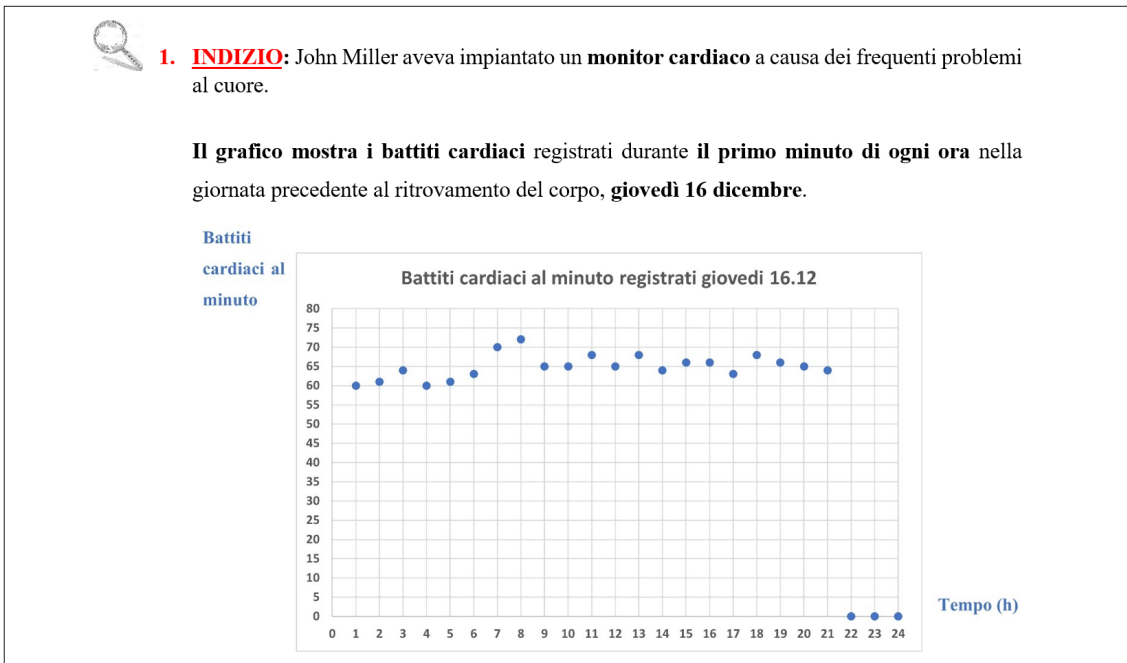 1. INDIZIO: John Miller aveva impiantato un monitor cardiaco a causa dei frequenti problemi
al cuore.
Il grafico mostra i battiti cardiaci registrati durante il primo minuto di ogni ora nella
giornata precedente al ritrovamento del corpo, giovedì 16 dicembre.
Battiti
cardiaci al
minuto
Battiti cardiaci al minuto registrati giovedi 16.12
80
75
70
65
60
55
50
45
40
35
30
25
20
15
10
5
0
0 1 2 3 4 5 6 7 8 9 10 11 12 13 14 15 16 17 18 19 20 21 22 23 24
Tempo (h)